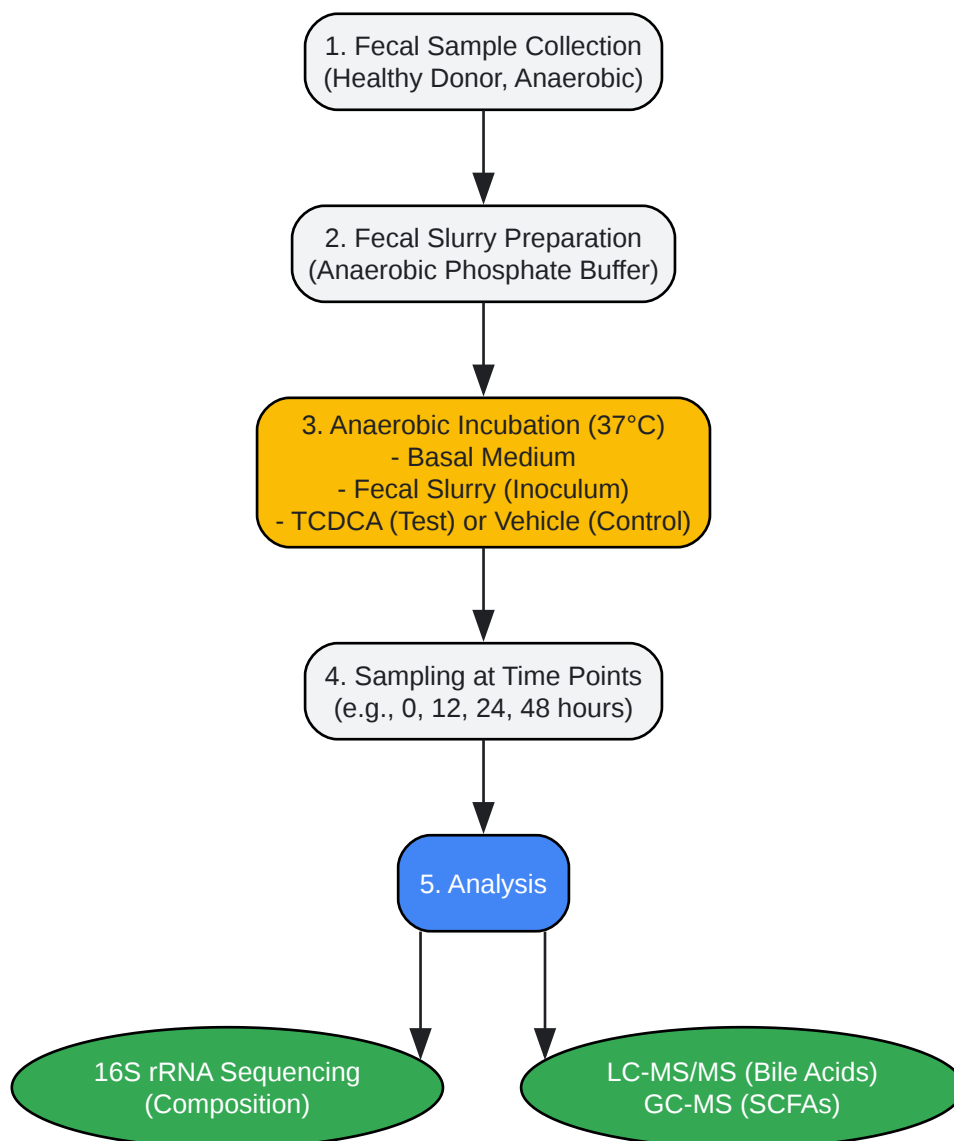 1. Fecal Sample Collection
(Healthy Donor, Anaerobic)
2. Fecal Slurry Preparation
(Anaerobic Phosphate Buffer)
3. Anaerobic Incubation (37°C)
- Basal Medium
- Fecal Slurry (Inoculum)
- TCDCA (Test) or Vehicle (Control)
4. Sampling at Time Points
(e.g., 0, 12, 24, 48 hours)
5. Analysis
16S rRNA Sequencing
(Composition)
LC-MS/MS (Bile Acids)
GC-MS (SCFAs)